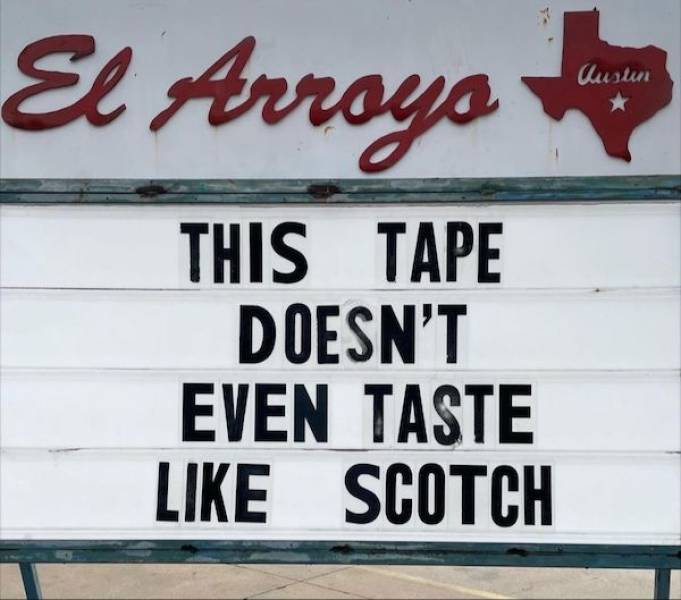 El Arroyo
Austin
THIS TAPE
DOESN'T
EVEN TASTE
LIKE SCOTCH